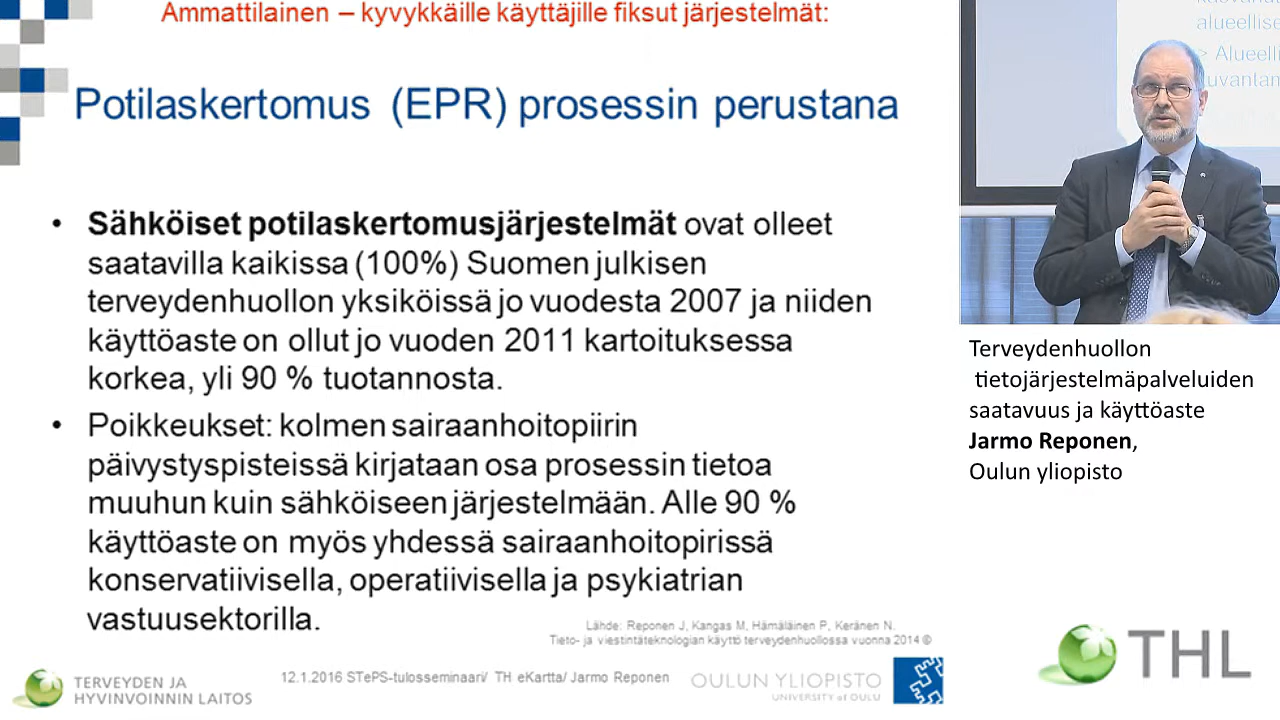 Ammattilainen – kyvykkäille käyttäjille fiksut järjestelmät:
Potilaskertomus (EPR) prosessin perustana
• Sähköiset potilaskertomusjärjestelmät ovat olleet
saatavilla kaikissa (100%) Suomen julkisen
terveydenhuollon yksiköissä jo vuodesta 2007 ja niiden
käyttöaste on ollut jo vuoden 2011 kartoituksessa
korkea, yli 90 % tuotannosta.
• Poikkeukset: kolmen sairaanhoitopiirin
päivystyspisteissä kirjataan osa prosessin tietoa
muuhun kuin sähköiseen järjestelmään. Alle 90 %
käyttöaste on myös yhdessä sairaanhoitopirissä
konservatiivisella, operatiivisella ja psykiatrian
vastuusektorilla.
Lähde: Reponen J, Kangas M, Hämäläinen P, Keränen N.
Tieto- ja viestintäteknologian käyttö terveydenhuollossa vuonna 2014 ©
TERVEYDEN JA
HYVINVOINNIN LAITOS
12.1.2016 STePS-tulosseminaari/ TH eKartta/ Jarmo Reponen
OULUN YLIOPISTO
UNIVERSITY of OULU
alueellise
> Alueelli
Terveydenhuollon
tietojärjestelmäpalveluiden
saatavuus ja käyttöaste
Jarmo Reponen,
Oulun yliopisto
THL